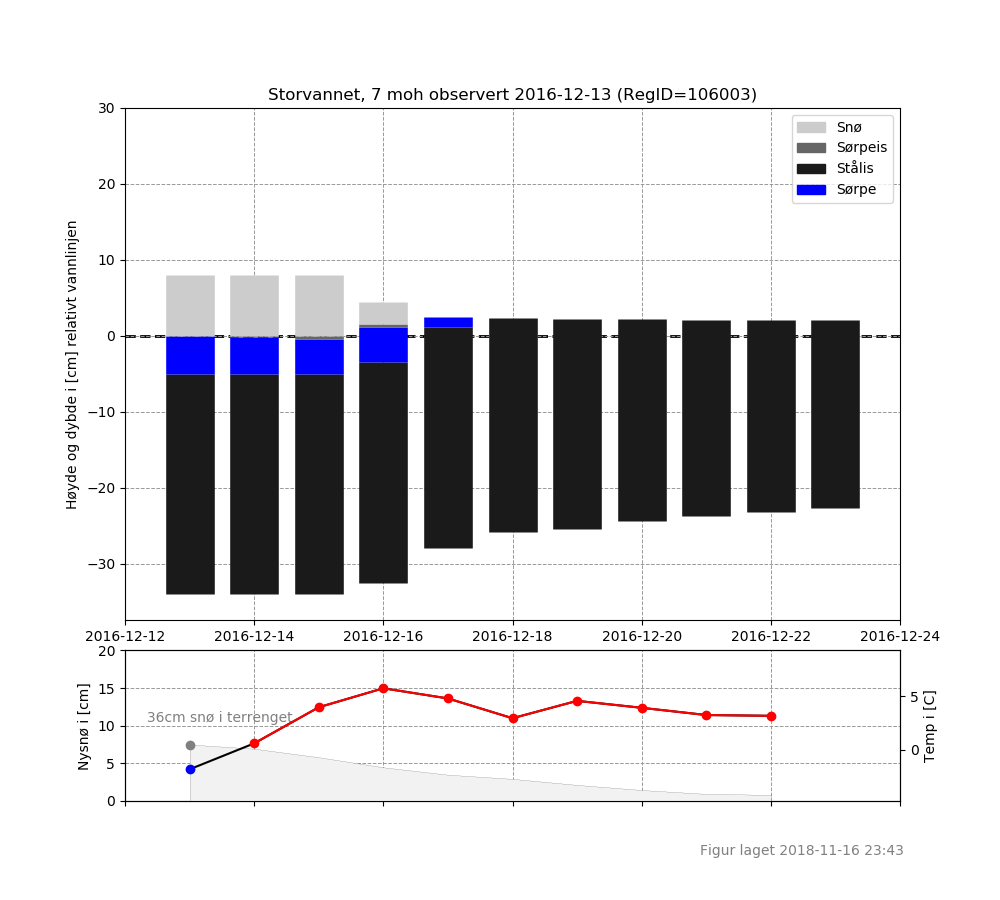 Storvannet, 7 moh observert 2016-12-13 (RegID=106003)
Høyde og dybde i [cm] relativt vannlinjen
30
20
10
0
−10
−20
−30
Snø
Sørpeis
Stålis
Sørpe
2016-12-12 2016-12-14 2016-12-16 2016-12-18 2016-12-20 2016-12-22 2016-12-24
Nysnø i [cm]
20
15
10
5
0
36cm snø i terrenget
5
0
Temp i [C]
Figur laget 2018-11-16 23:43